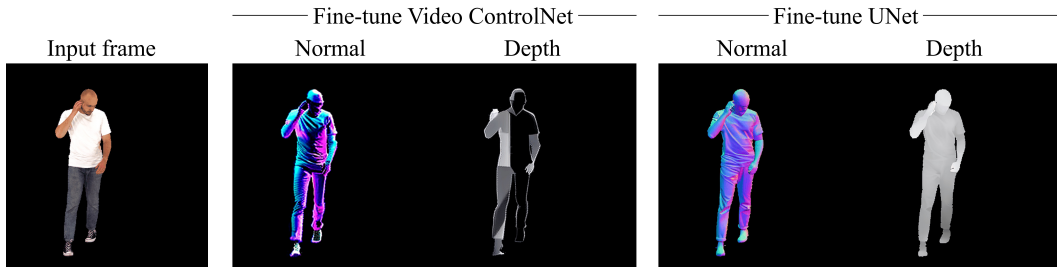 Fine-tune Video ControlNet
Fine-tune UNet
Input frame
Normal
Depth
Normal
Depth